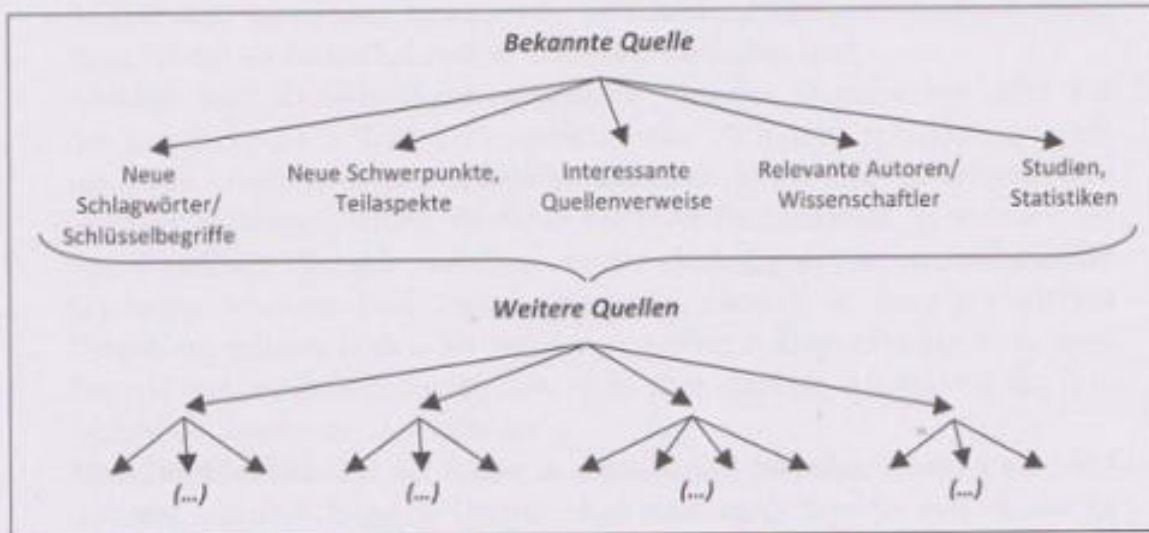 Bekannte Quelle
Neue
Schlagwörter/
Schlüsselbegriffe
Neue Schwerpunkte,
Teilaspekte
Interessante
Quellenverweise
Relevante Autoren/
Wissenschaftler
Studien,
Statistiken
Weitere Quellen
(...)
(...)
(...)
(...)